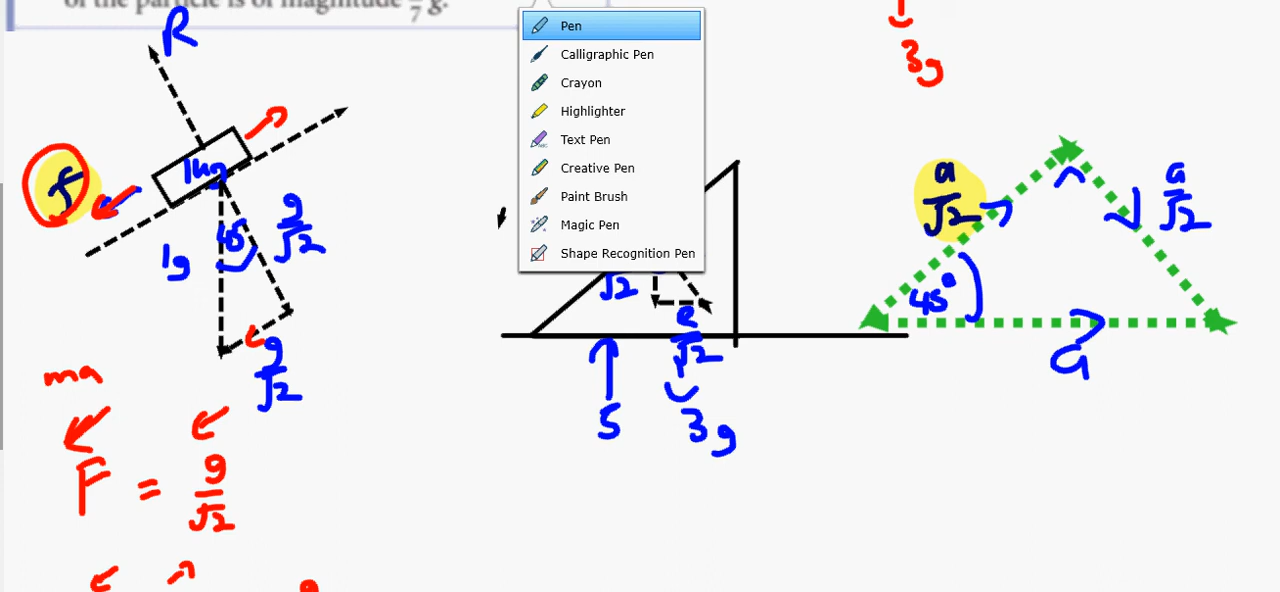 of the particle is of magnitude /7 g.
R
1kg
f
1g
45
g/√2
g/√2
ma
F = g/√2
Pen
Calligraphic Pen
Crayon
Highlighter
Text Pen
Creative Pen
Paint Brush
Magic Pen
Shape Recognition Pen
√2
R/√2
S
3g
3g
a/√2
a/√2
45°
a